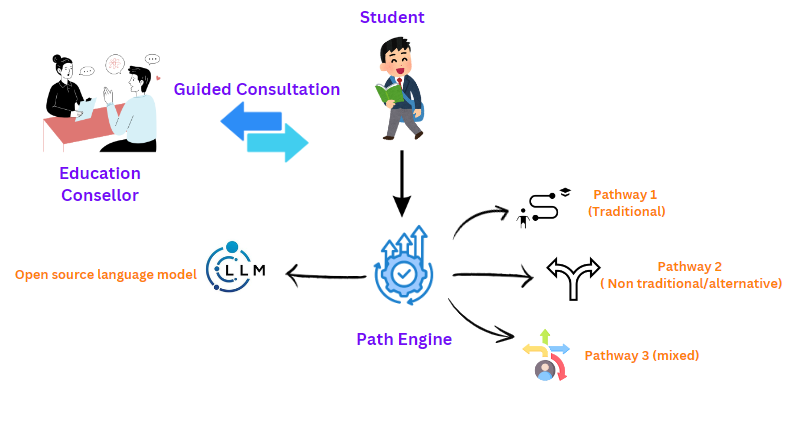 Student
Guided Consultation
Education
Consellor
Pathway 1
(Traditional)
LLM
Open source language model
Pathway 2
( Non traditional/alternative)
Path Engine
Pathway 3 (mixed)